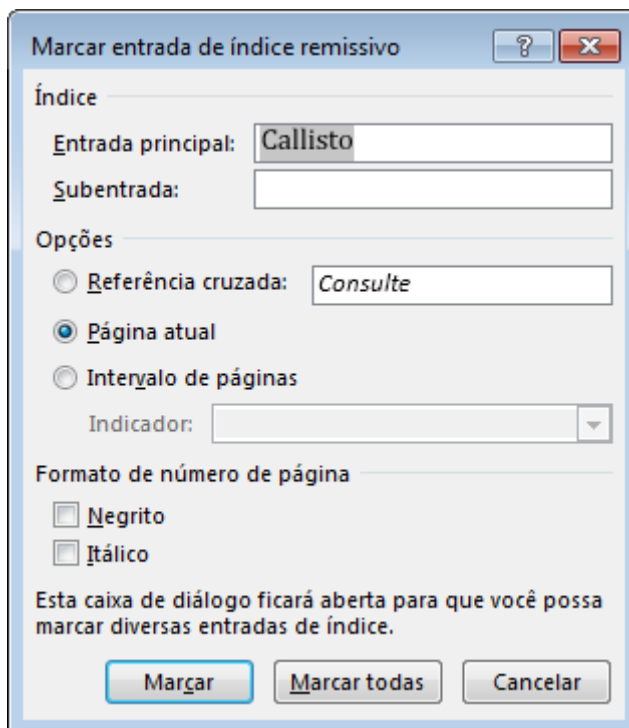 Marcar entrada de índice remissivo
Índice
Entrada principal: Callisto
Subentrada:
Opções
Referência cruzada: Consulte
Página atual
Intervalo de páginas
Indicador:
Formato de número de página
Negrito
Itálico
Esta caixa de diálogo ficará aberta para que você possa
marcar diversas entradas de índice.
Marcar Marcar todas Cancelar